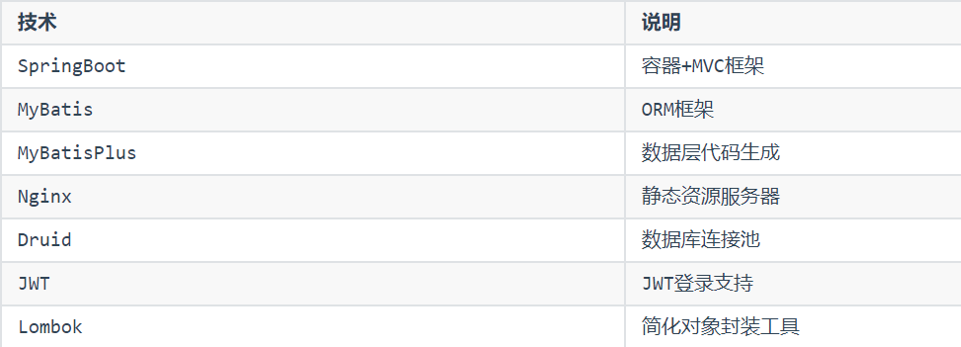 技术 说明
SpringBoot 容器+MVC框架
MyBatis ORM框架
MyBatisPlus 数据层代码生成
Nginx 静态资源服务器
Druid 数据库连接池
JWT JWT登录支持
Lombok 简化对象封装工具